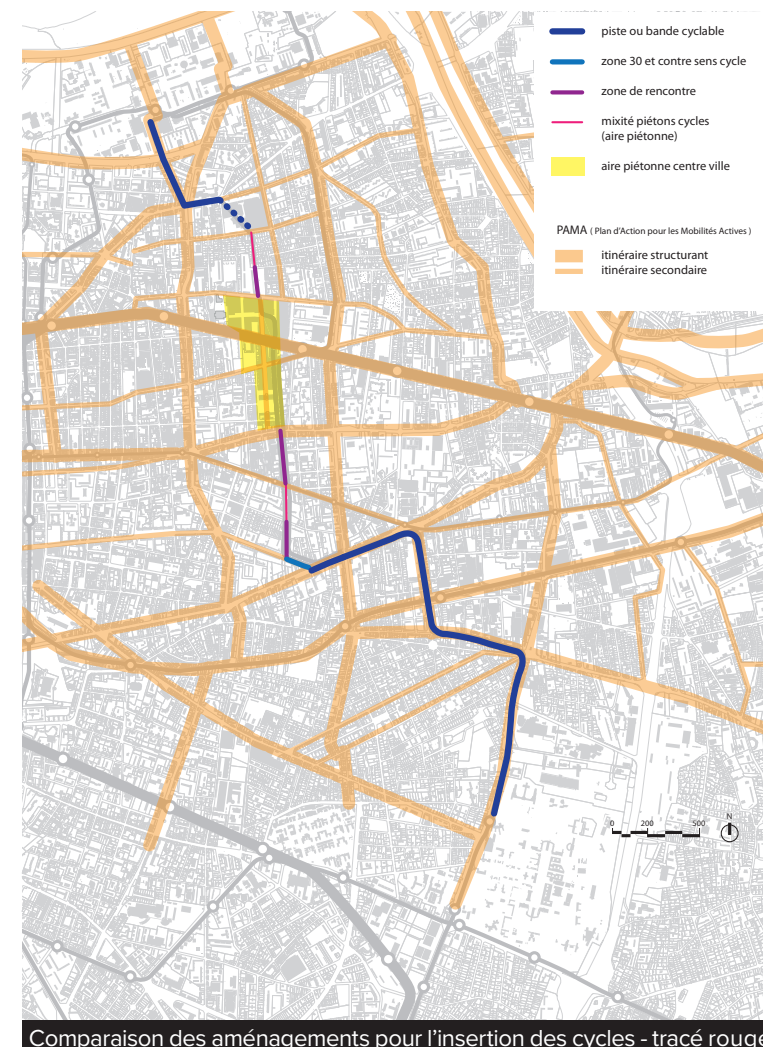 piste ou bande cyclable
zone 30 et contre sens cycle
zone de rencontre
mixité piétons cycles
(aire piétonne)
aire piétonne centre ville
PAMA ( Plan d'Action pour les Mobilités Actives )
itinéraire structurant
itinéraire secondaire
0 200 500
N
Comparaison des aménagements pour l'insertion des cycles - tracé rouge